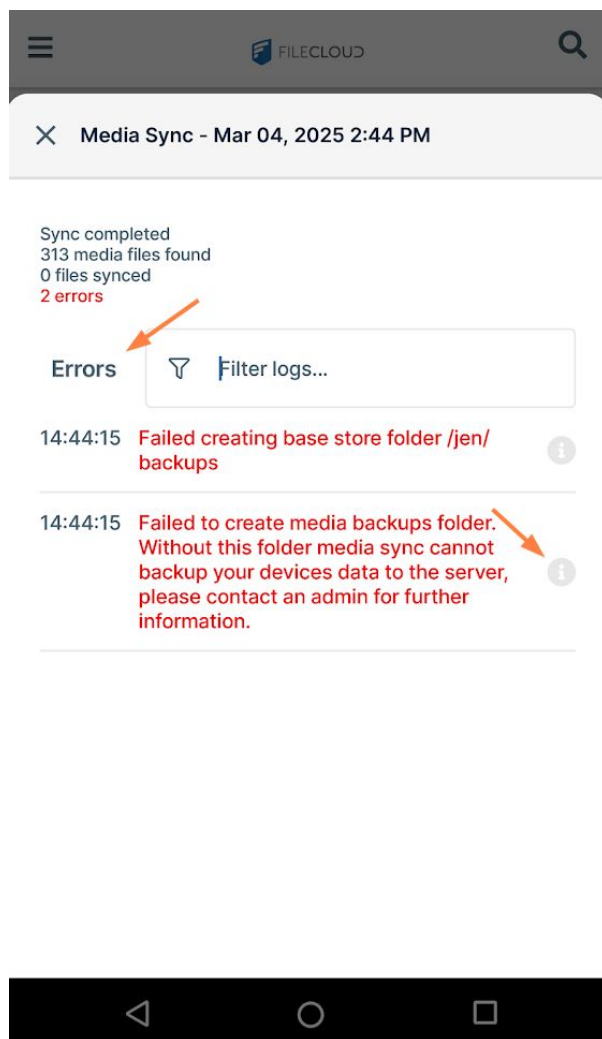 FILECLOUD
Media Sync - Mar 04, 2025 2:44 PM
Sync completed
313 media files found
0 files synced
2 errors
Errors
Filter logs...
14:44:15 Failed creating base store folder /jen/
backups
14:44:15 Failed to create media backups folder.
Without this folder media sync cannot
backup your devices data to the server,
please contact an admin for further
information.